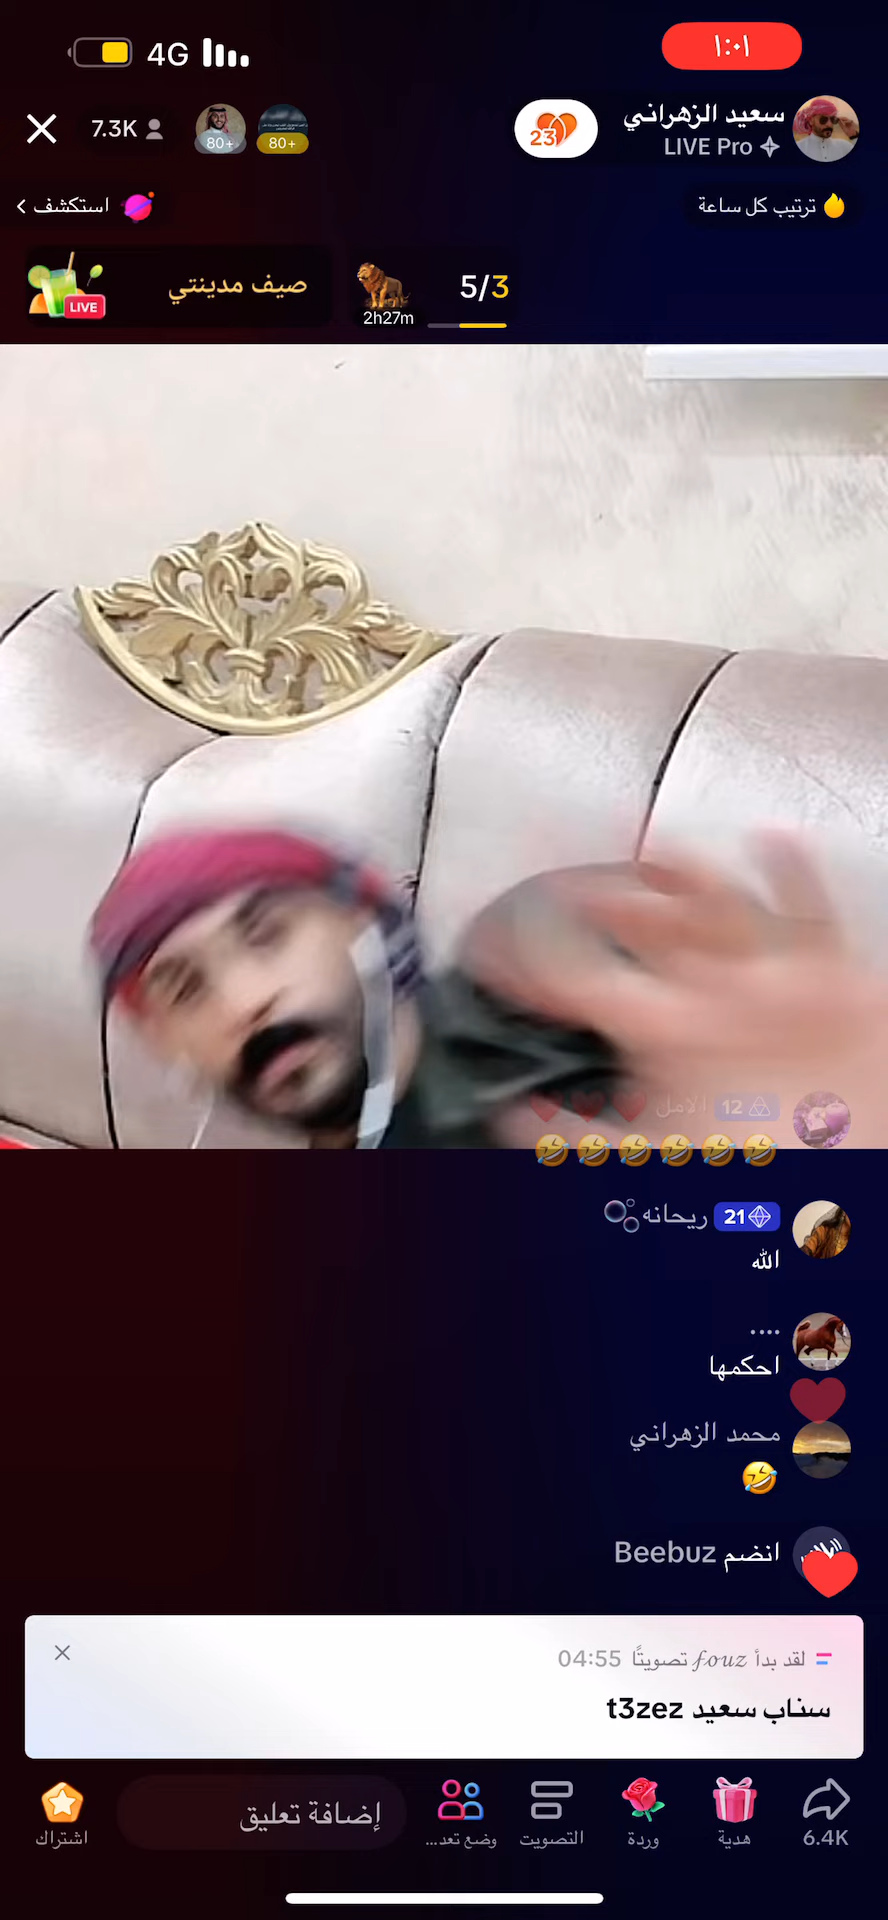 4G
١:٠١
سعيد الزهراني
LIVE Pro
23
80+
80+
7.3K
ترتيب كل ساعة
استكشف
5/3
2h27m
صيف مدينتي
LIVE
12 الامل ❤️❤️❤️
🤣🤣🤣🤣🤣🤣
21 ريحانه
الله
....
احكمها
محمد الزهراني
🤣
انضم Beebuz
لقد بدأ fouz تصويتًا 04:55
سناب سعيد t3zez
6.4K
هدية
وردة
التصويت
وضع تعد...
إضافة تعليق
اشتراك